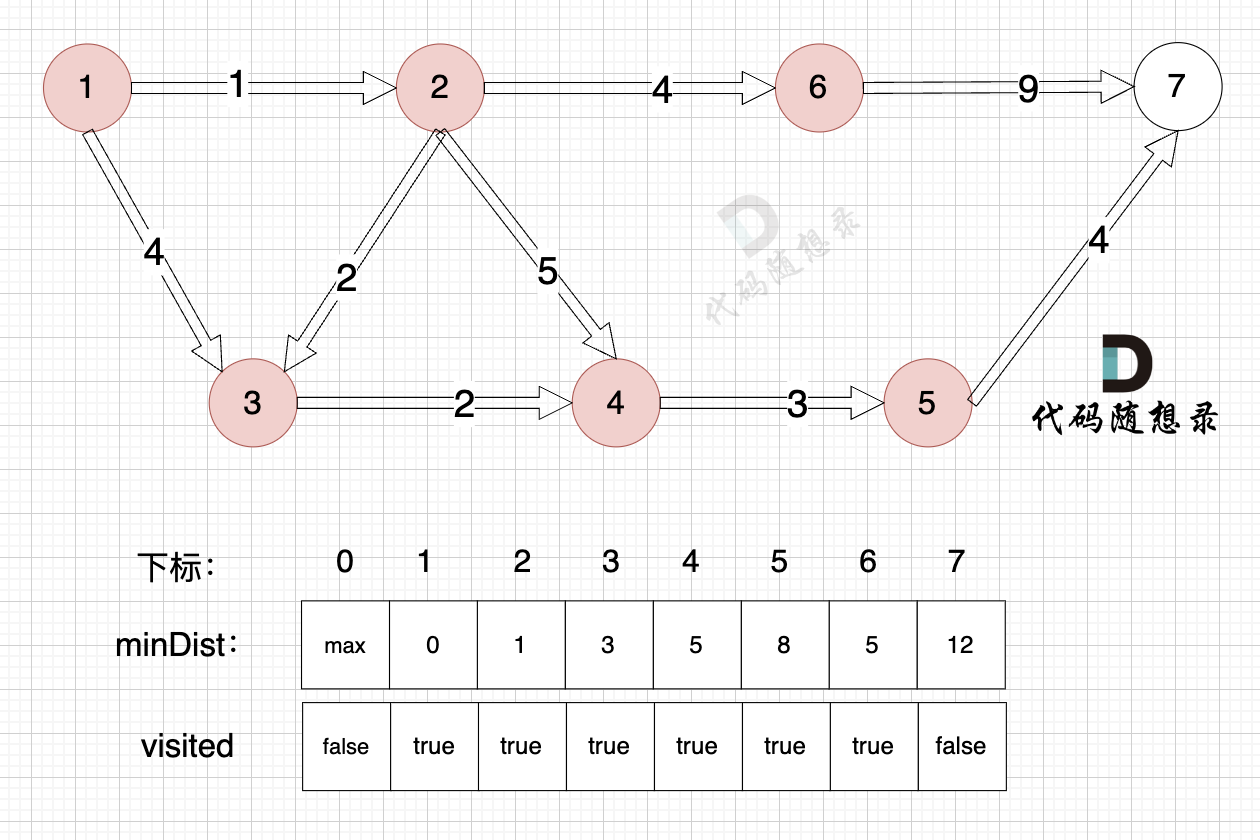 1
1
2
4
6
9
7
4
2
5
4
代码随想录
代码随想录
3
2
4
3
5
下标：
0 1 2 3 4 5 6 7
minDist：
max 0 1 3 5 8 5 12
visited
false true true true true true true false